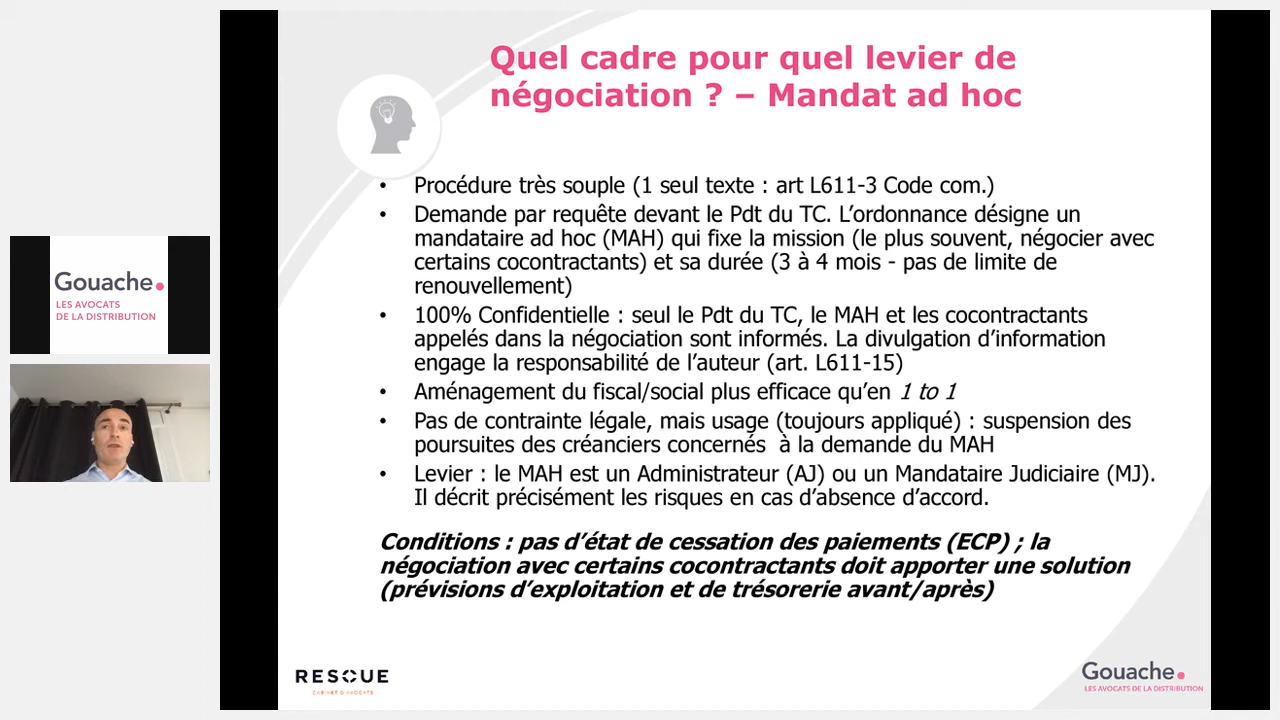 Quel cadre pour quel levier de
négociation ? – Mandat ad hoc
• Procédure très souple (1 seul texte : art L611-3 Code com.)
• Demande par requête devant le Pdt du TC. L’ordonnance désigne un
mandataire ad hoc (MAH) qui fixe la mission (le plus souvent, négocier avec
certains cocontractants) et sa durée (3 à 4 mois - pas de limite de
renouvellement)
• 100% Confidentielle : seul le Pdt du TC, le MAH et les cocontractants
appelés dans la négociation sont informés. La divulgation d’information
engage la responsabilité de l’auteur (art. L611-15)
• Aménagement du fiscal/social plus efficace qu’en 1 to 1
• Pas de contrainte légale, mais usage (toujours appliqué) : suspension des
poursuites des créanciers concernés à la demande du MAH
• Levier : le MAH est un Administrateur (AJ) ou un Mandataire Judiciaire (MJ).
Il décrit précisément les risques en cas d’absence d’accord.
Conditions : pas d’état de cessation des paiements (ECP) ; la
négociation avec certains cocontractants doit apporter une solution
(prévisions d’exploitation et de trésorerie avant/après)
Gouache.
LES AVOCATS
DE LA DISTRIBUTION
RESCUE
CABINET D'AVOCATS
Gouache.
LES AVOCATS DE LA DISTRIBUTION